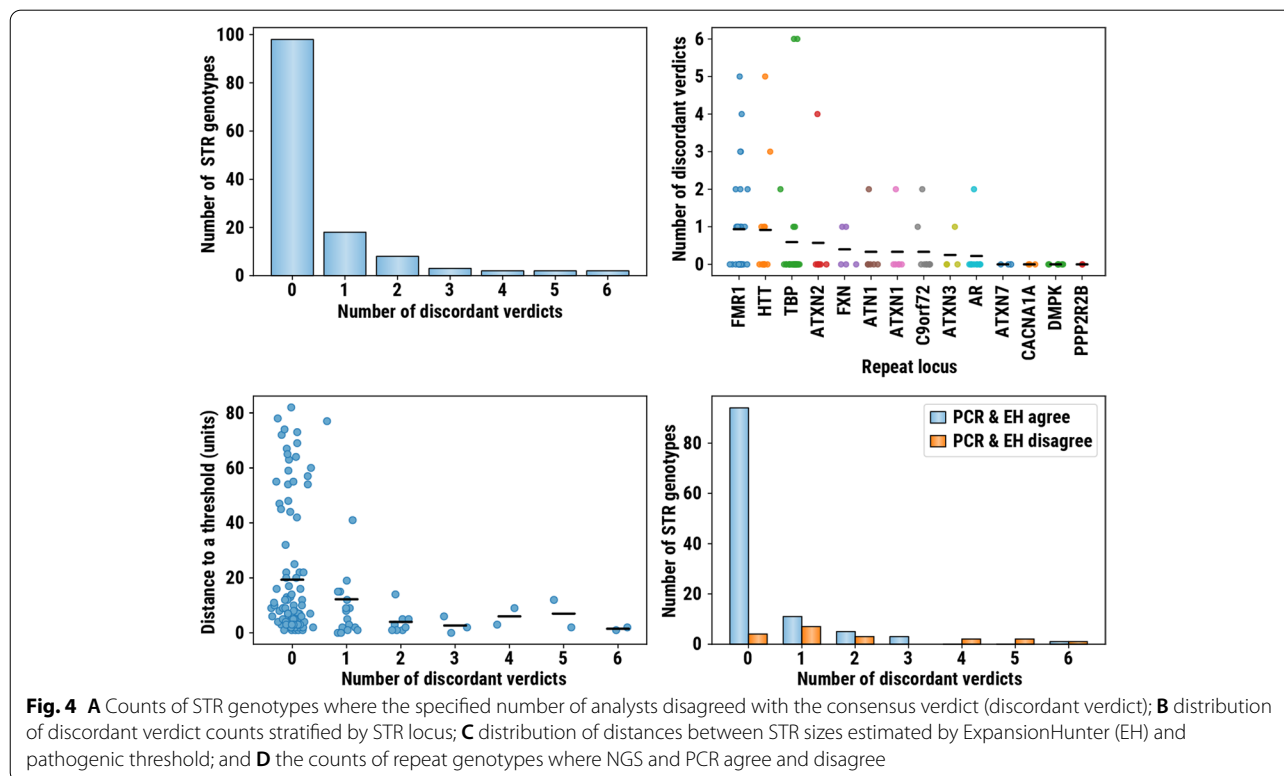 100
80
60
40
20
0
0 1 2 3 4 5 6
Number of STR genotypes
Number of discordant verdicts
6
5
4
3
2
1
0
Number of discordant verdicts
FMR1
HTT
TBP
ATXN2
FXN
ATN1
ATXN1
C9orf72
ATXN3
AR
ATXN7
CACNA1A
DMPK
PPP2R2B
Repeat locus
80
60
40
20
0
0 1 2 3 4 5 6
Distance to a threshold (units)
Number of discordant verdicts
PCR & EH agree
PCR & EH disagree
80
60
40
20
0
0 1 2 3 4 5 6
Number of STR genotypes
Number of discordant verdicts
Fig. 4 A Counts of STR genotypes where the specified number of analysts disagreed with the consensus verdict (discordant verdict); B distribution
of discordant verdict counts stratified by STR locus; C distribution of distances between STR sizes estimated by ExpansionHunter (EH) and
pathogenic threshold; and D the counts of repeat genotypes where NGS and PCR agree and disagree